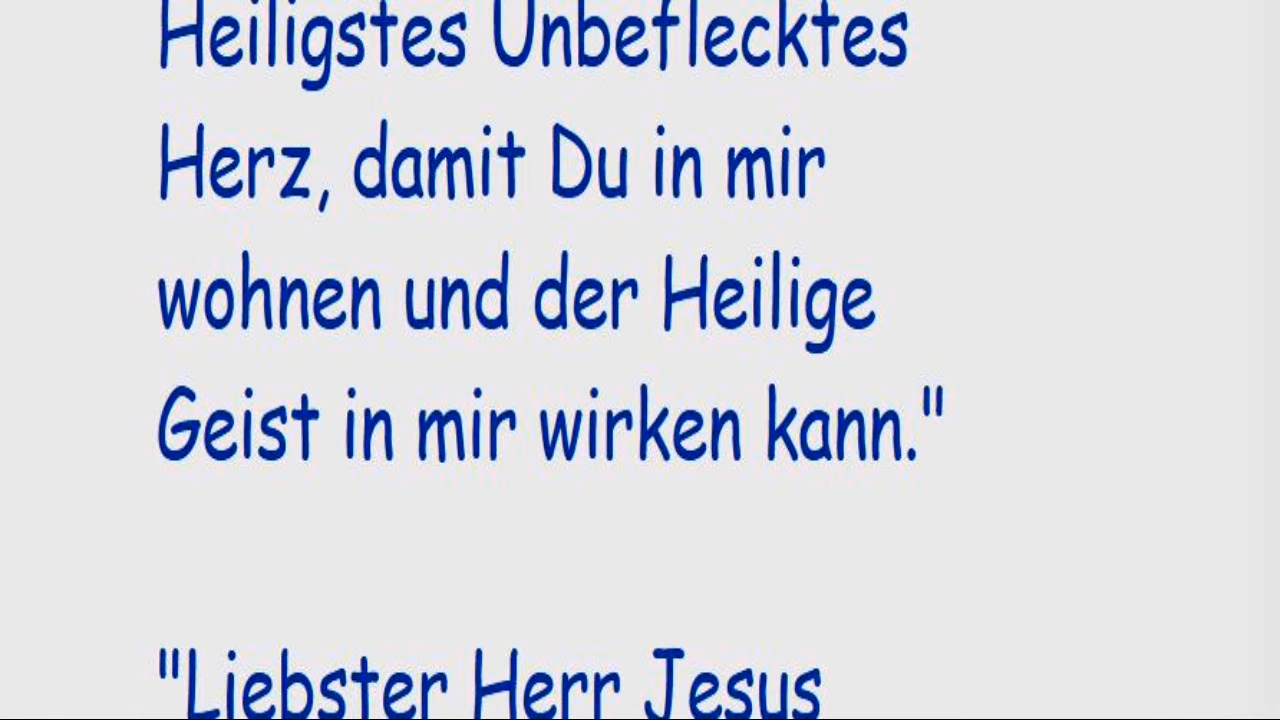 Heiligstes Unbeflecktes
Herz, damit Du in mir
wohnen und der Heilige
Geist in mir wirken kann."
"Liebster Herr Jesus